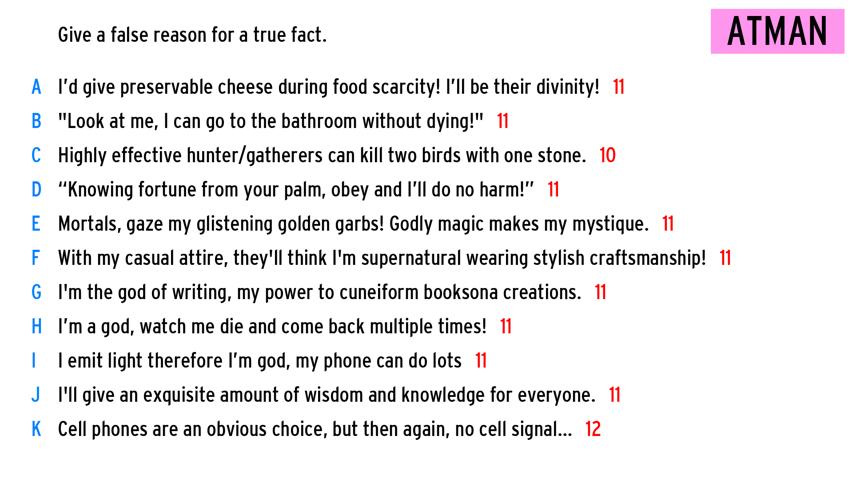 Give a false reason for a true fact.
ATMAN
A I'd give preservable cheese during food scarcity! I'll be their divinity! 11
B "Look at me, I can go to the bathroom without dying!" 11
C Highly effective hunter/gatherers can kill two birds with one stone. 10
D “Knowing fortune from your palm, obey and I’ll do no harm!” 11
E Mortals, gaze my glistening golden garbs! Godly magic makes my mystique. 11
F With my casual attire, they'll think I'm supernatural wearing stylish craftsmanship! 11
G I'm the god of writing, my power to cuneiform booksona creations. 11
H I’m a god, watch me die and come back multiple times! 11
I I emit light therefore I’m god, my phone can do lots 11
J I'll give an exquisite amount of wisdom and knowledge for everyone. 11
K Cell phones are an obvious choice, but then again, no cell signal... 12